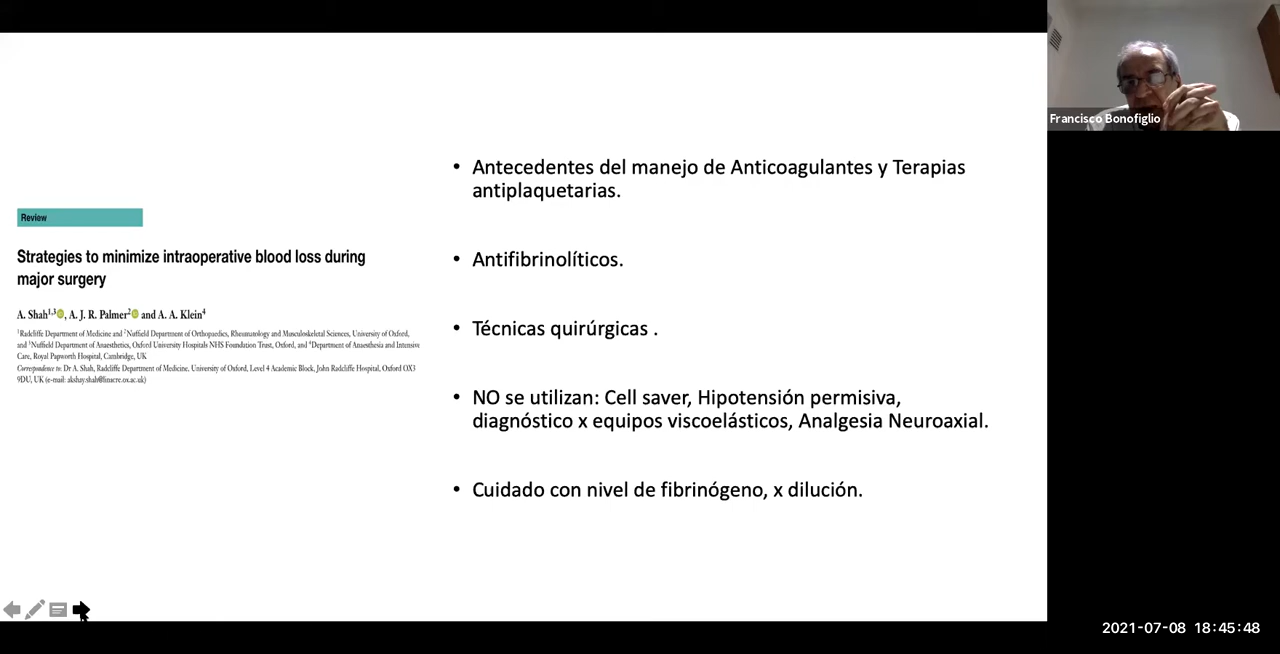 Review
Strategies to minimize intraoperative blood loss during
major surgery
A. Shah1,3, A. J. R. Palmer2 and A. A. Klein4
1Radcliffe Department of Medicine and 2Nuffield Department of Orthopaedics, Rheumatology and Musculoskeletal Sciences, University of Oxford,
and 3Nuffield Department of Anaesthetics, Oxford University Hospitals NHS Foundation Trust, Oxford, and 4Department of Anaesthesia and Intensive
Care, Royal Papworth Hospital, Cambridge, UK
Correspondence to: Dr A. Shah, Radcliffe Department of Medicine, University of Oxford, Level 4 Academic Block, John Radcliffe Hospital, Oxford OX3
9DU, UK (e-mail: akshay.shah@linacre.ox.ac.uk)
• Antecedentes del manejo de Anticoagulantes y Terapias
antiplaquetarias.
• Antifibrinolíticos.
• Técnicas quirúrgicas .
• NO se utilizan: Cell saver, Hipotensión permisiva,
diagnóstico x equipos viscoelásticos, Analgesia Neuroaxial.
• Cuidado con nivel de fibrinógeno, x dilución.
Francisco Bonofiglio
2021-07-08 18:45:48